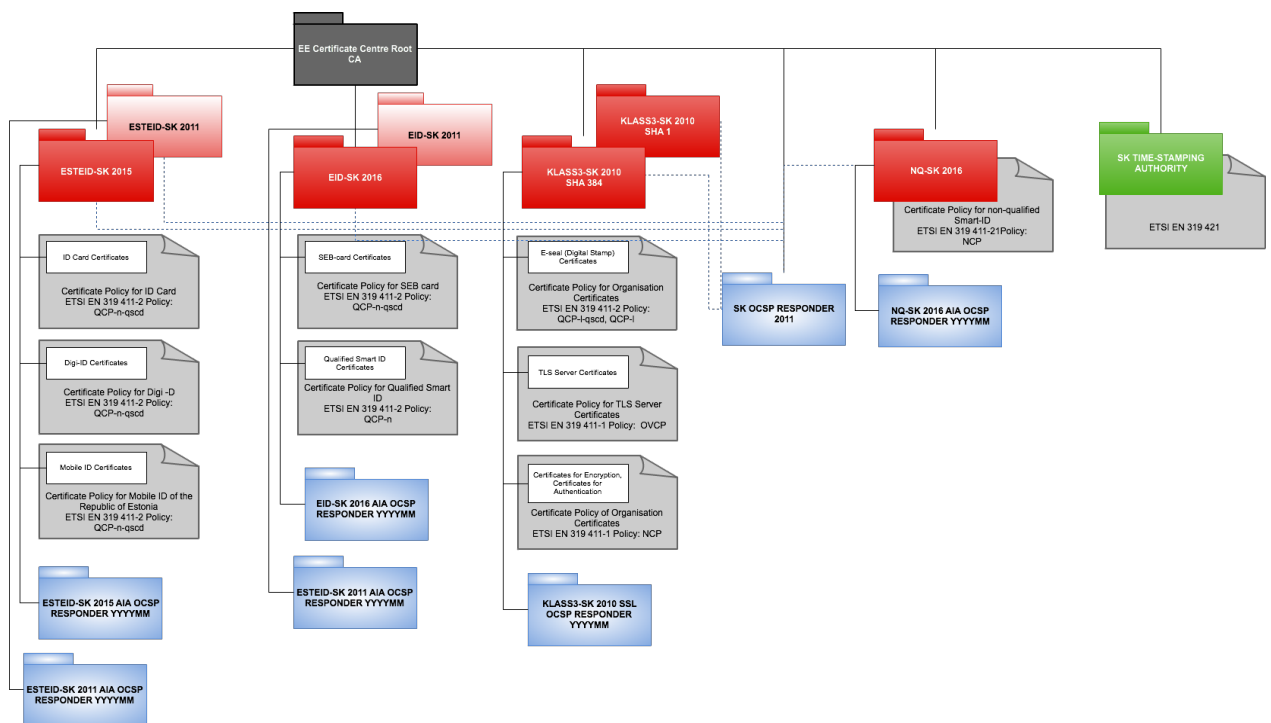 EE Certificate Centre Root
CA
ESTEID-SK 2011
ESTEID-SK 2015
EID-SK 2011
EID-SK 2016
KLASS3-SK 2010
SHA 1
KLASS3-SK 2010
SHA 384
NQ-SK 2016
Certificate Policy for non-qualified
Smart-ID
ETSI EN 319 411-21Policy:
NCP
SK TIME-STAMPING
AUTHORITY
ETSI EN 319 421
ID Card Certificates
Certificate Policy for ID Card
ETSI EN 319 411-2 Policy:
QCP-n-qscd
Digi-ID Certificates
Certificate Policy for Digi -D
ETSI EN 319 411-2 Policy:
QCP-n-qscd
Mobile ID Certificates
Certificate Policy for Mobile ID of the
Republic of Estonia
ETSI EN 319 411-2 Policy:
QCP-n-qscd
ESTEID-SK 2015 AIA OCSP
RESPONDER YYYYMM
ESTEID-SK 2011 AIA OCSP
RESPONDER YYYYMM
SEB-card Certificates
Certificate Policy for SEB card
ETSI EN 319 411-2 Policy:
QCP-n-qscd
Qualified Smart ID
Certificates
Certificate Policy for Qualified Smart
ID
ETSI EN 319 411-2 Policy:
QCP-n
EID-SK 2016 AIA OCSP
RESPONDER YYYYMM
ESTEID-SK 2011 AIA OCSP
RESPONDER YYYYMM
E-seal (Digital Stamp)
Certificates
Certificate Policy for Organisation
Certificates
ETSI EN 319 411-2 Policy:
QCP-l-qscd, QCP-l
TLS Server Certificates
Certificate Policy for TLS Server
Certificates
ETSI EN 319 411-1 Policy: OVCP
Certificates for Encryption,
Certificates for
Authentication
Certificate Policy of Organisation
Certificates
ETSI EN 319 411-1 Policy: NCP
KLASS3-SK 2010 SSL
OCSP RESPONDER
YYYYMM
SK OCSP RESPONDER
2011
NQ-SK 2016 AIA OCSP
RESPONDER YYYYMM